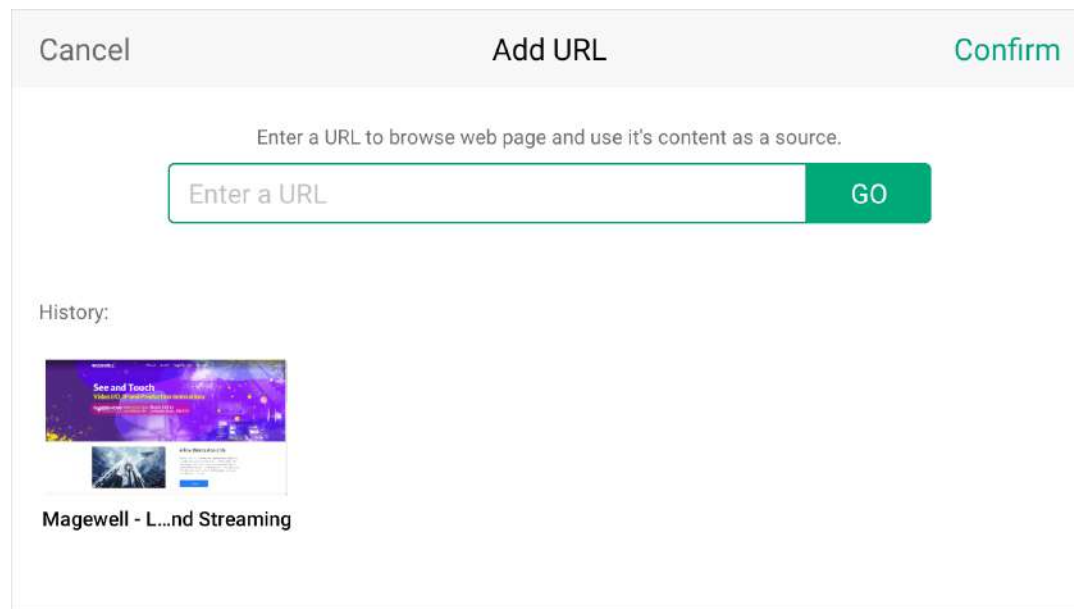 Cancel
Add URL
Confirm
Enter a URL to browse web page and use it's content as a source.
Enter a URL
GO
History:
See and Touch
Magewell - L...nd Streaming